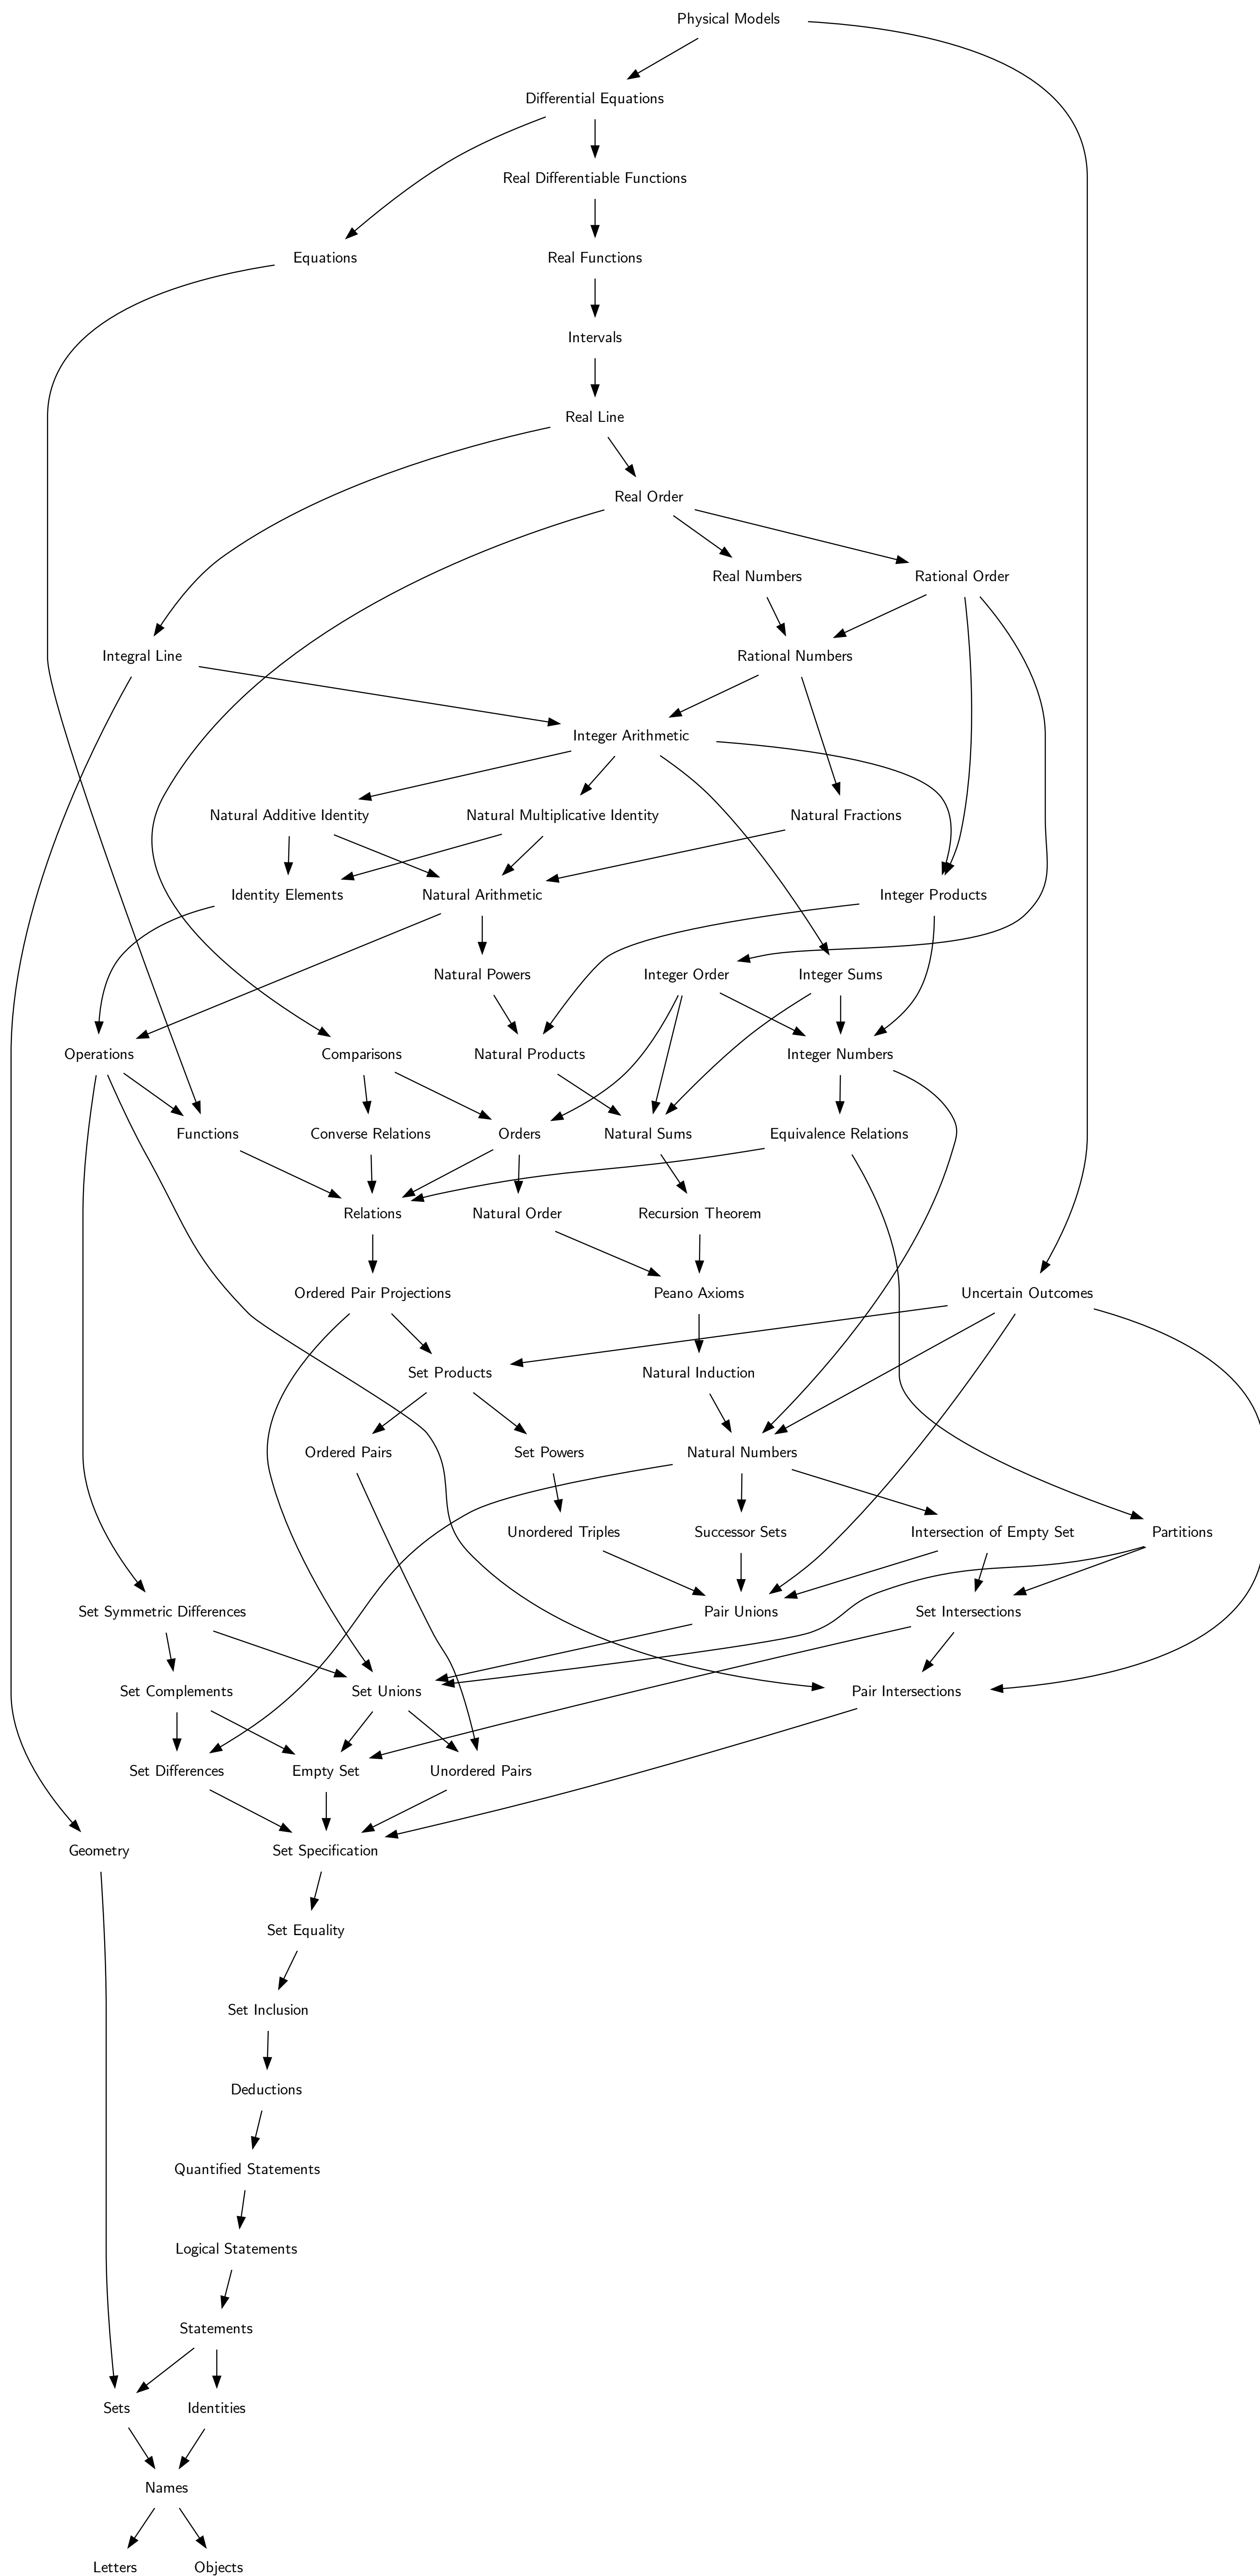 Physical Models
Differential Equations
Real Differentiable Functions
Equations
Real Functions
Intervals
Real Line
Real Order
Real Numbers
Rational Order
Integral Line
Rational Numbers
Integer Arithmetic
Natural Additive Identity
Natural Multiplicative Identity
Natural Fractions
Identity Elements
Natural Arithmetic
Integer Products
Natural Powers
Integer Order
Integer Sums
Operations
Comparisons
Natural Products
Integer Numbers
Functions
Converse Relations
Orders
Natural Sums
Equivalence Relations
Relations
Natural Order
Recursion Theorem
Ordered Pair Projections
Peano Axioms
Uncertain Outcomes
Set Products
Natural Induction
Ordered Pairs
Set Powers
Natural Numbers
Unordered Triples
Successor Sets
Intersection of Empty Set
Partitions
Set Symmetric Differences
Pair Unions
Set Intersections
Set Complements
Set Unions
Pair Intersections
Set Differences
Empty Set
Unordered Pairs
Geometry
Set Specification
Set Equality
Set Inclusion
Deductions
Quantified Statements
Logical Statements
Statements
Sets
Identities
Names
Letters
Objects